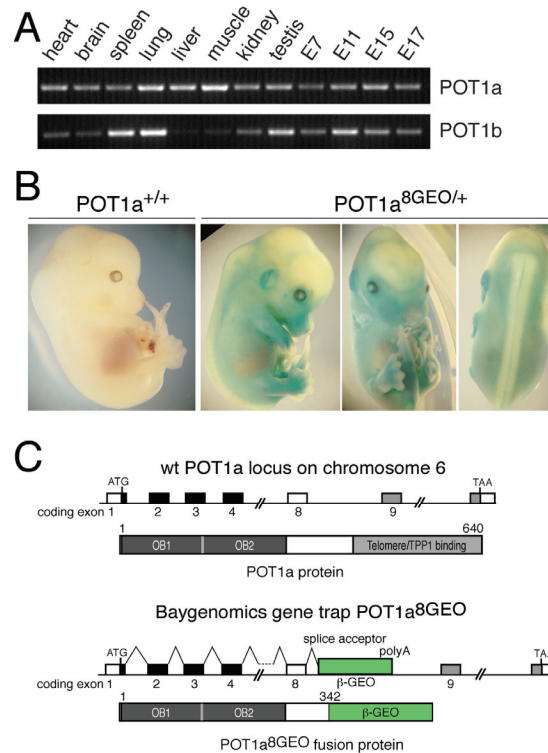 A
heart brain spleen lung liver muscle kidney testis E7 E11 E15 E17
POT1a
POT1b
B
POT1a+/+ POT1a8GEO/+
C
wt POT1a locus on chromosome 6
ATG TAA
coding exon 1 2 3 4 8 9
1 640
OB1 OB2 Telomere/TPP1 binding
POT1a protein
Baygenomics gene trap POT1a8GEO
splice acceptor
ATG polyA TA
β-GEO
coding exon 1 2 3 4 8 9
1 342
OB1 OB2 β-GEO
POT1a8GEO fusion protein